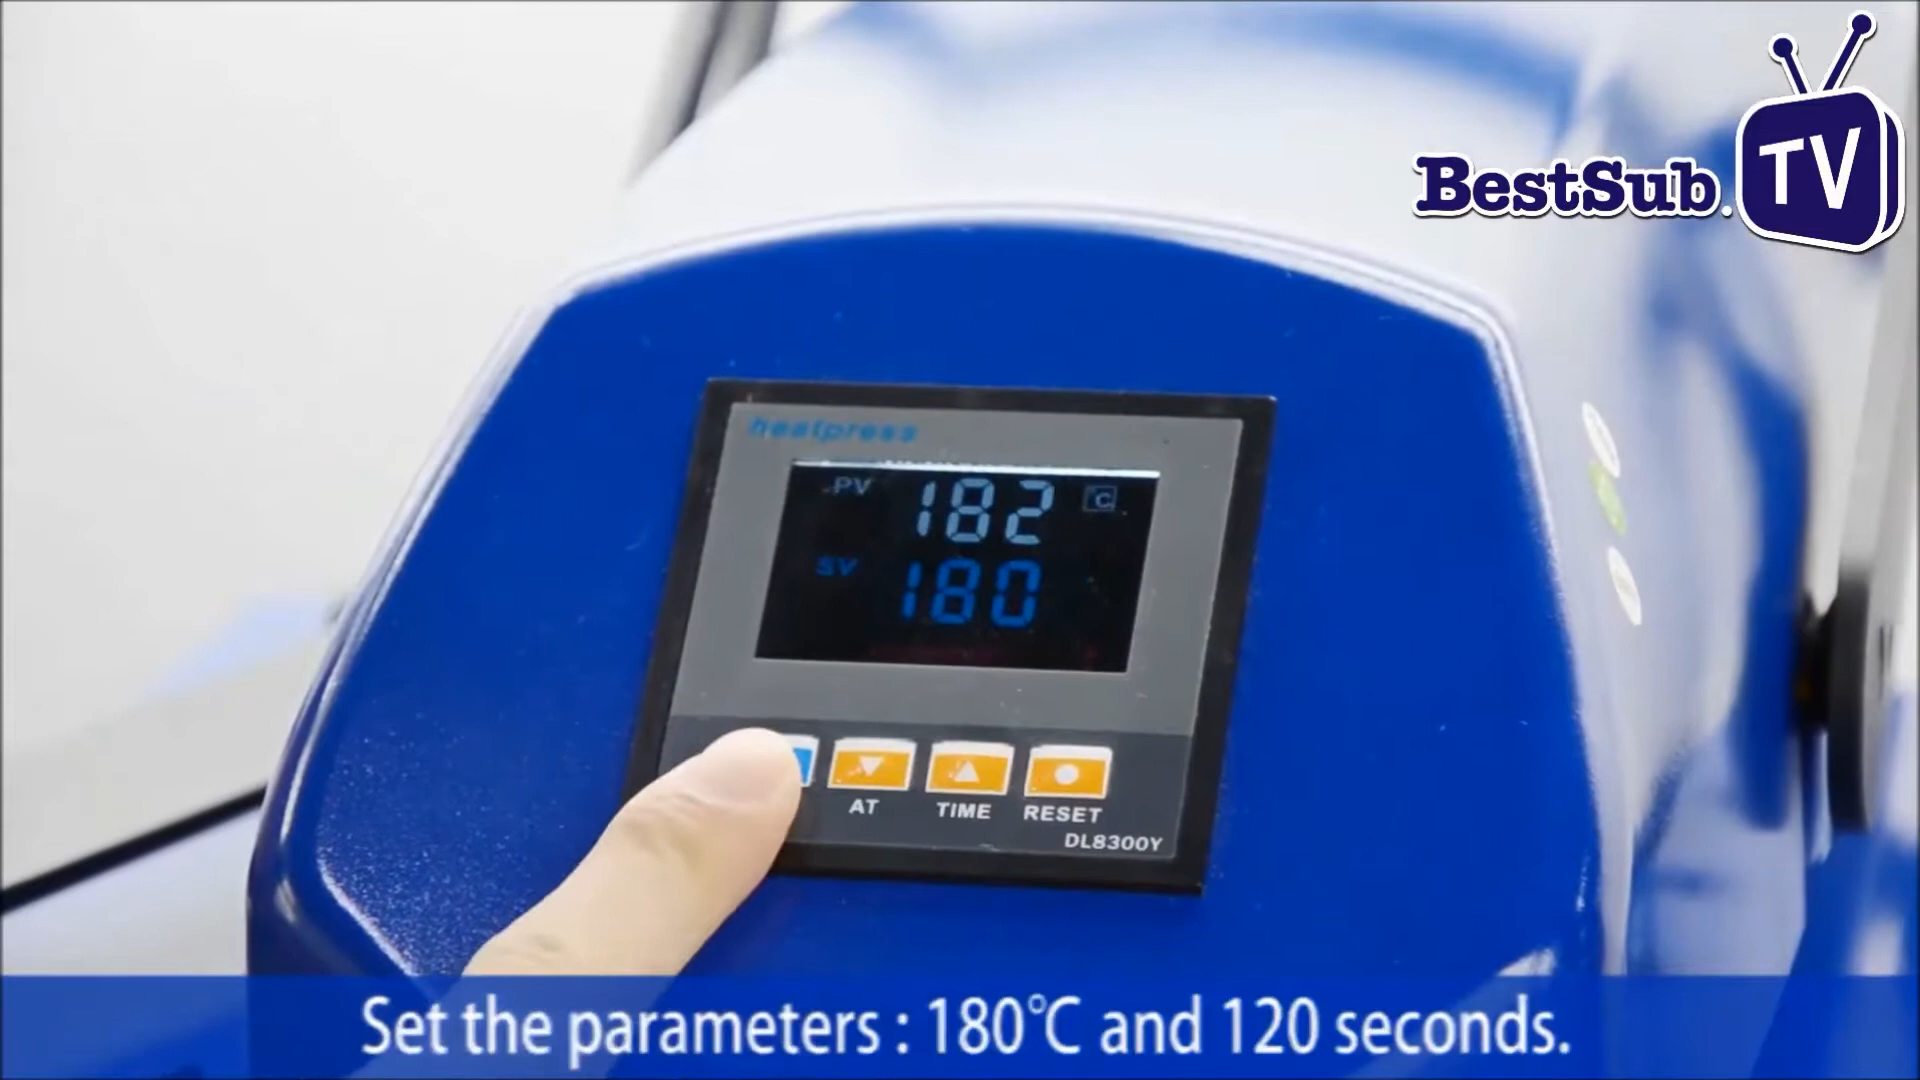 BestSub.TV
heatpress
PV 182 °C
SV 180
AT TIME RESET
DL8300Y
Set the parameters : 180°C and 120 seconds.